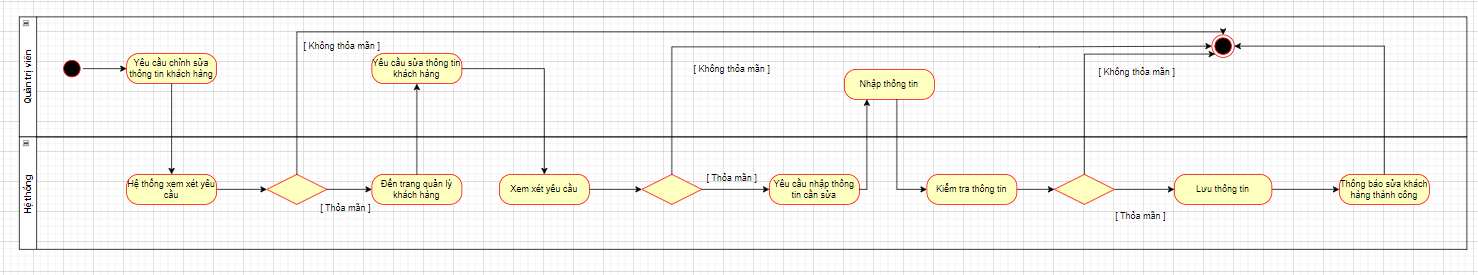 Quản trị viên
Yêu cầu chỉnh sửa
thông tin khách hàng
[ Không thỏa mãn ]
Yêu cầu sửa thông tin
khách hàng
[ Không thỏa mãn ]
Nhập thông tin
[ Không thỏa mãn ]
Hệ thống
Hệ thống xem xét yêu
cầu
[ Thỏa mãn ]
Đến trang quản lý
khách hàng
Xem xét yêu cầu
[ Thỏa mãn ]
Yêu cầu nhập thông
tin cần sửa
Kiểm tra thông tin
[ Thỏa mãn ]
Lưu thông tin
Thông báo sửa khách
hàng thành công